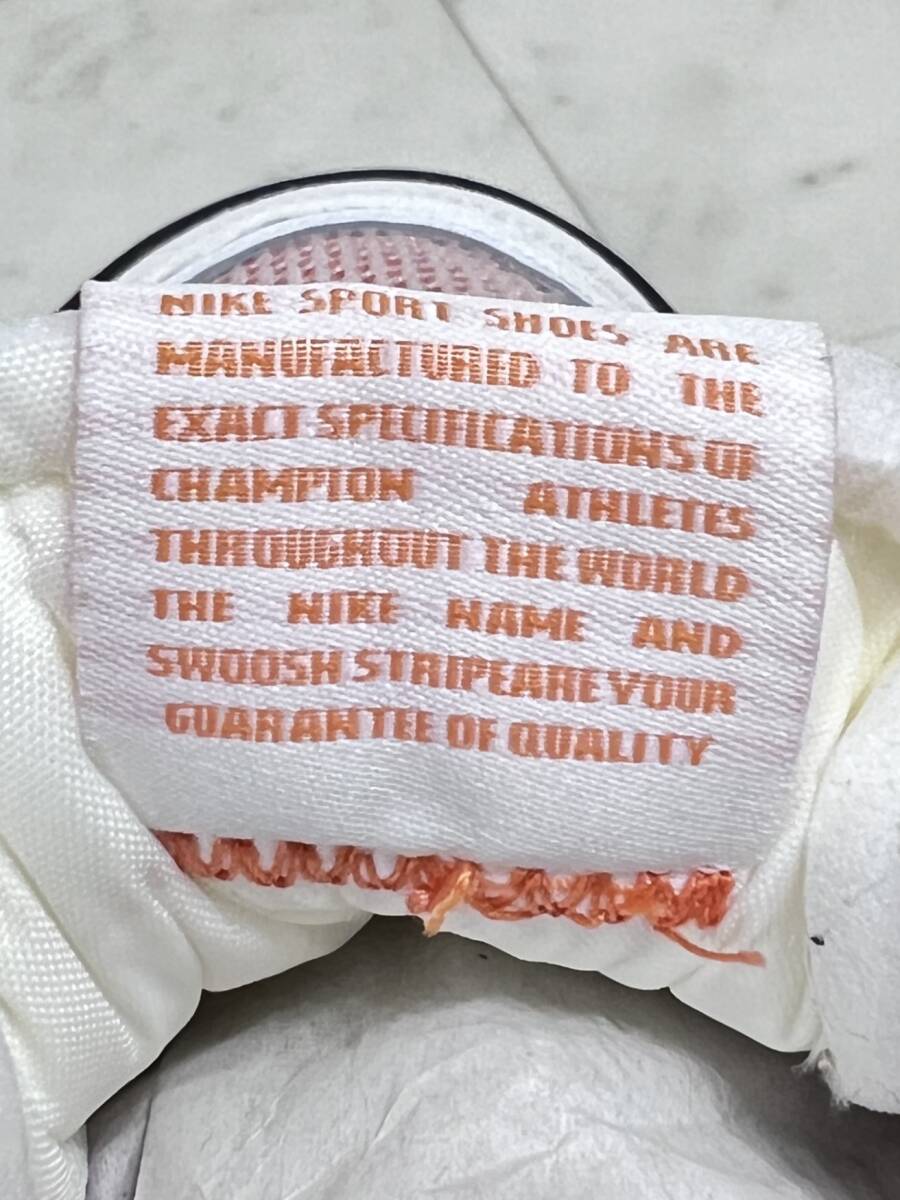 NIKE SPORT SHOES ARE
MANUFACTURED TO THE
EXACT SPECIFICATIONS OF
CHAMPION ATHLETES
THROUGHOUT THE WORLD
THE NIKE NAME AND
SWOOSH STRIPE ARE YOUR
GUARANTEE OF QUALITY